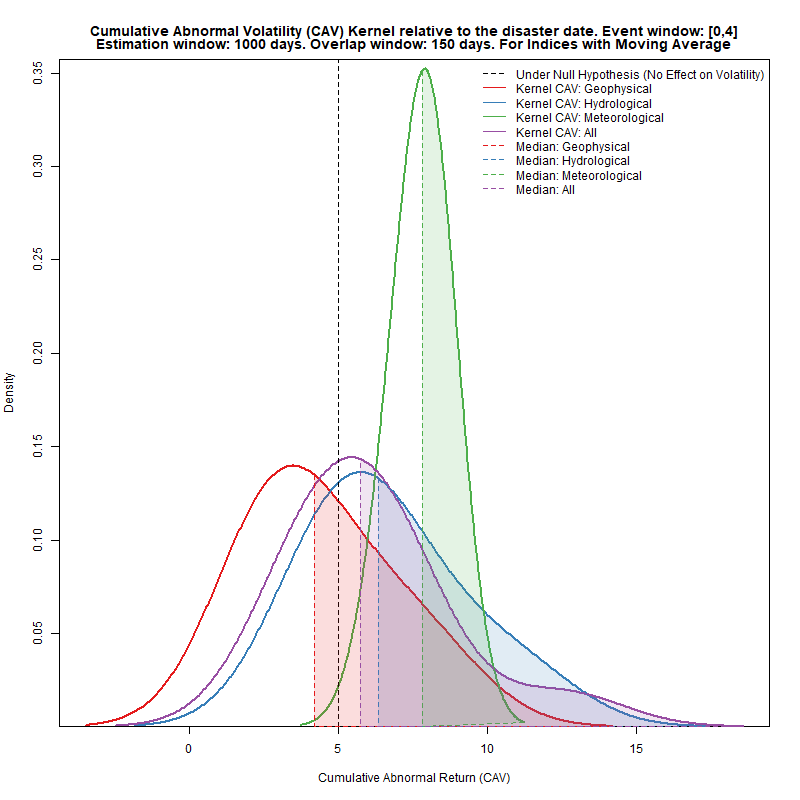 Cumulative Abnormal Volatility (CAV) Kernel relative to the disaster date. Event window: [0,4]
Estimation window: 1000 days. Overlap window: 150 days. For Indices with Moving Average
Under Null Hypothesis (No Effect on Volatility)
Kernel CAV: Geophysical
Kernel CAV: Hydrological
Kernel CAV: Meteorological
Kernel CAV: All
Median: Geophysical
Median: Hydrological
Median: Meteorological
Median: All
Density
0.35
0.30
0.25
0.20
0.15
0.10
0.05
0
5
10
15
Cumulative Abnormal Return (CAV)